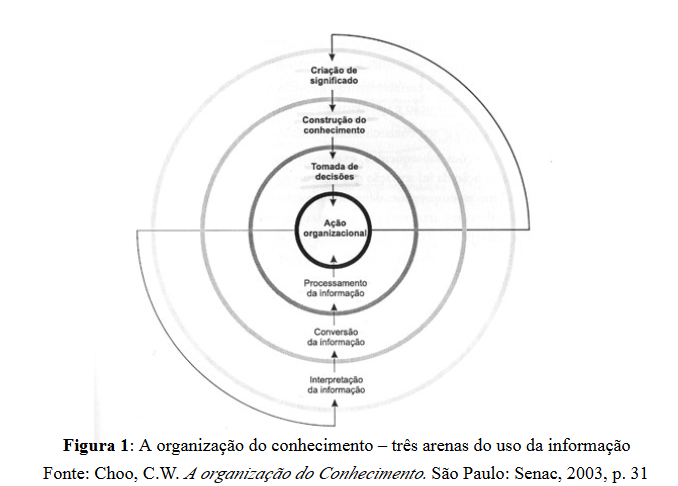 Criação de
significado
Construção do
conhecimento
Tomada de
decisões
Ação
organizacional
Processamento
da informação
Conversão
da informação
Interpretação
da informação
Figura 1: A organização do conhecimento – três arenas do uso da informação
Fonte: Choo, C.W. A organização do Conhecimento. São Paulo: Senac, 2003, p. 31